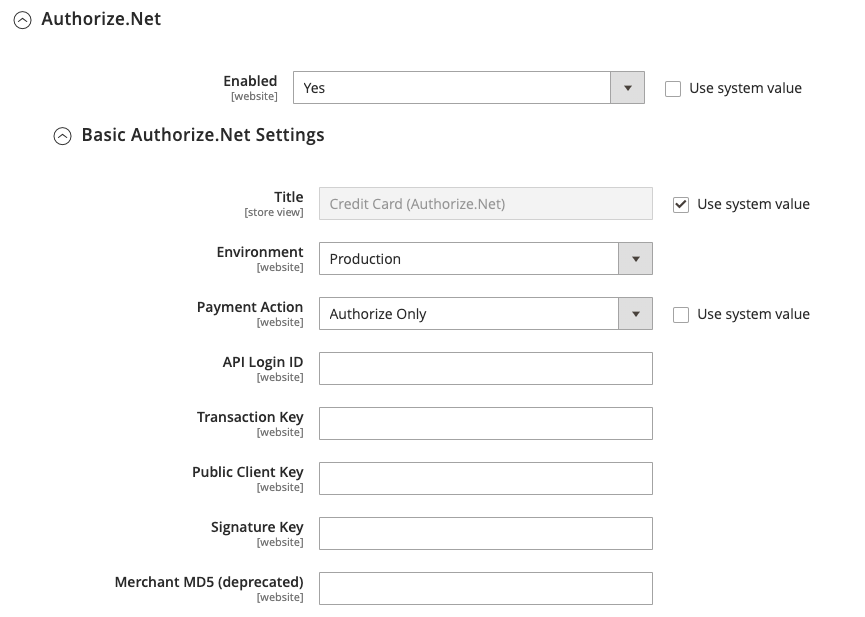 Authorize.Net
Enabled
[website]
Yes
Use system value
Basic Authorize.Net Settings
Title
[store view]
Credit Card (Authorize.Net)
Use system value
Environment
[website]
Production
Payment Action
[website]
Authorize Only
Use system value
API Login ID
[website]
Transaction Key
[website]
Public Client Key
[website]
Signature Key
[website]
Merchant MD5 (deprecated)
[website]